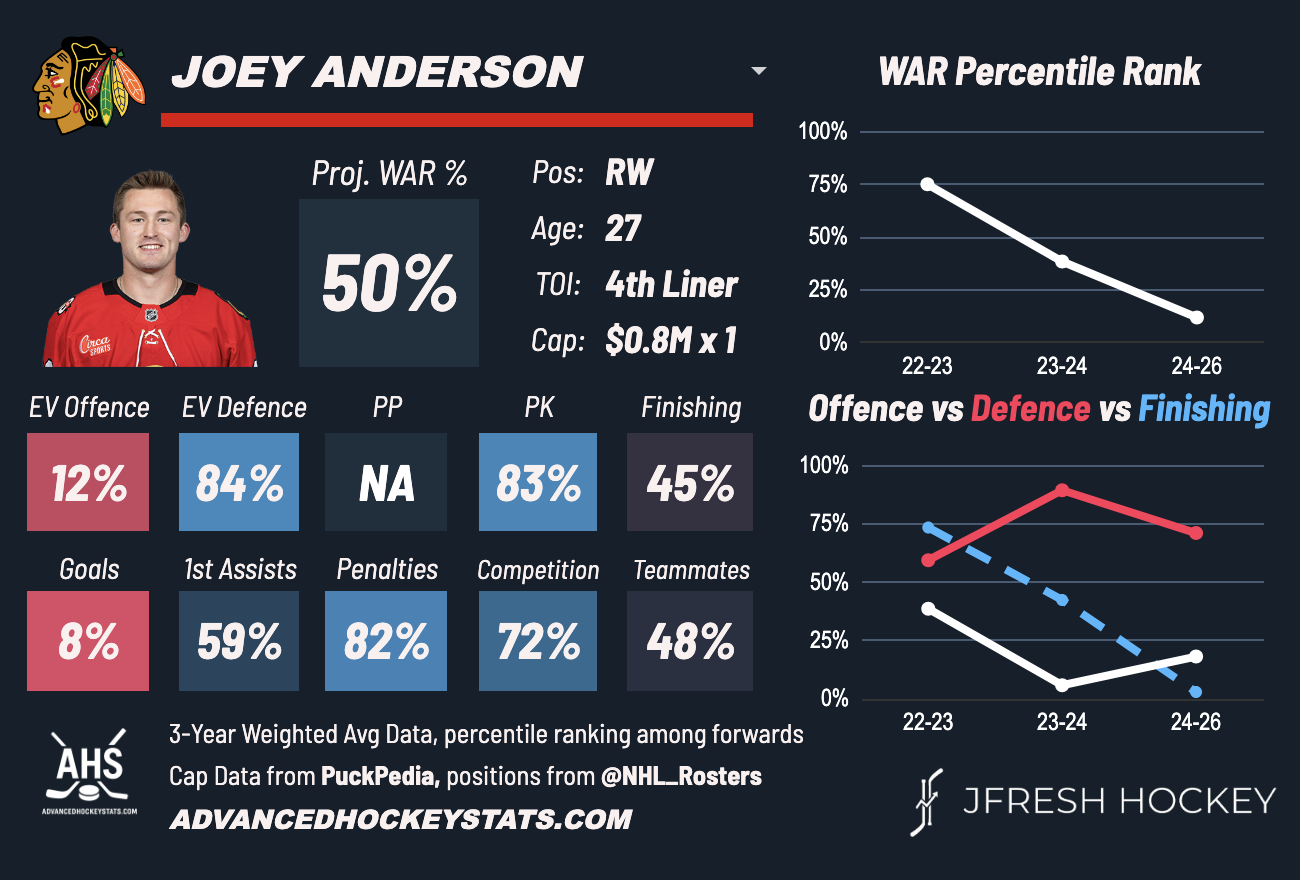 JOEY ANDERSON
Proj. WAR %
50%
Pos: RW
Age: 27
TOI: 4th Liner
Cap: $0.8M x 1
Circa
SPORTS
EV Offence EV Defence PP PK Finishing
12% 84% NA 83% 45%
Goals 1st Assists Penalties Competition Teammates
8% 59% 82% 72% 48%
WAR Percentile Rank
100%
75%
50%
25%
0%
22-23 23-24 24-26
Offence vs Defence vs Finishing
100%
75%
50%
25%
0%
22-23 23-24 24-26
AHS
ADVANCEDHOCKEYSTATS.COM
3-Year Weighted Avg Data, percentile ranking among forwards
Cap Data from PuckPedia, positions from @NHL_Rosters
ADVANCEDHOCKEYSTATS.COM
JFRESH HOCKEY